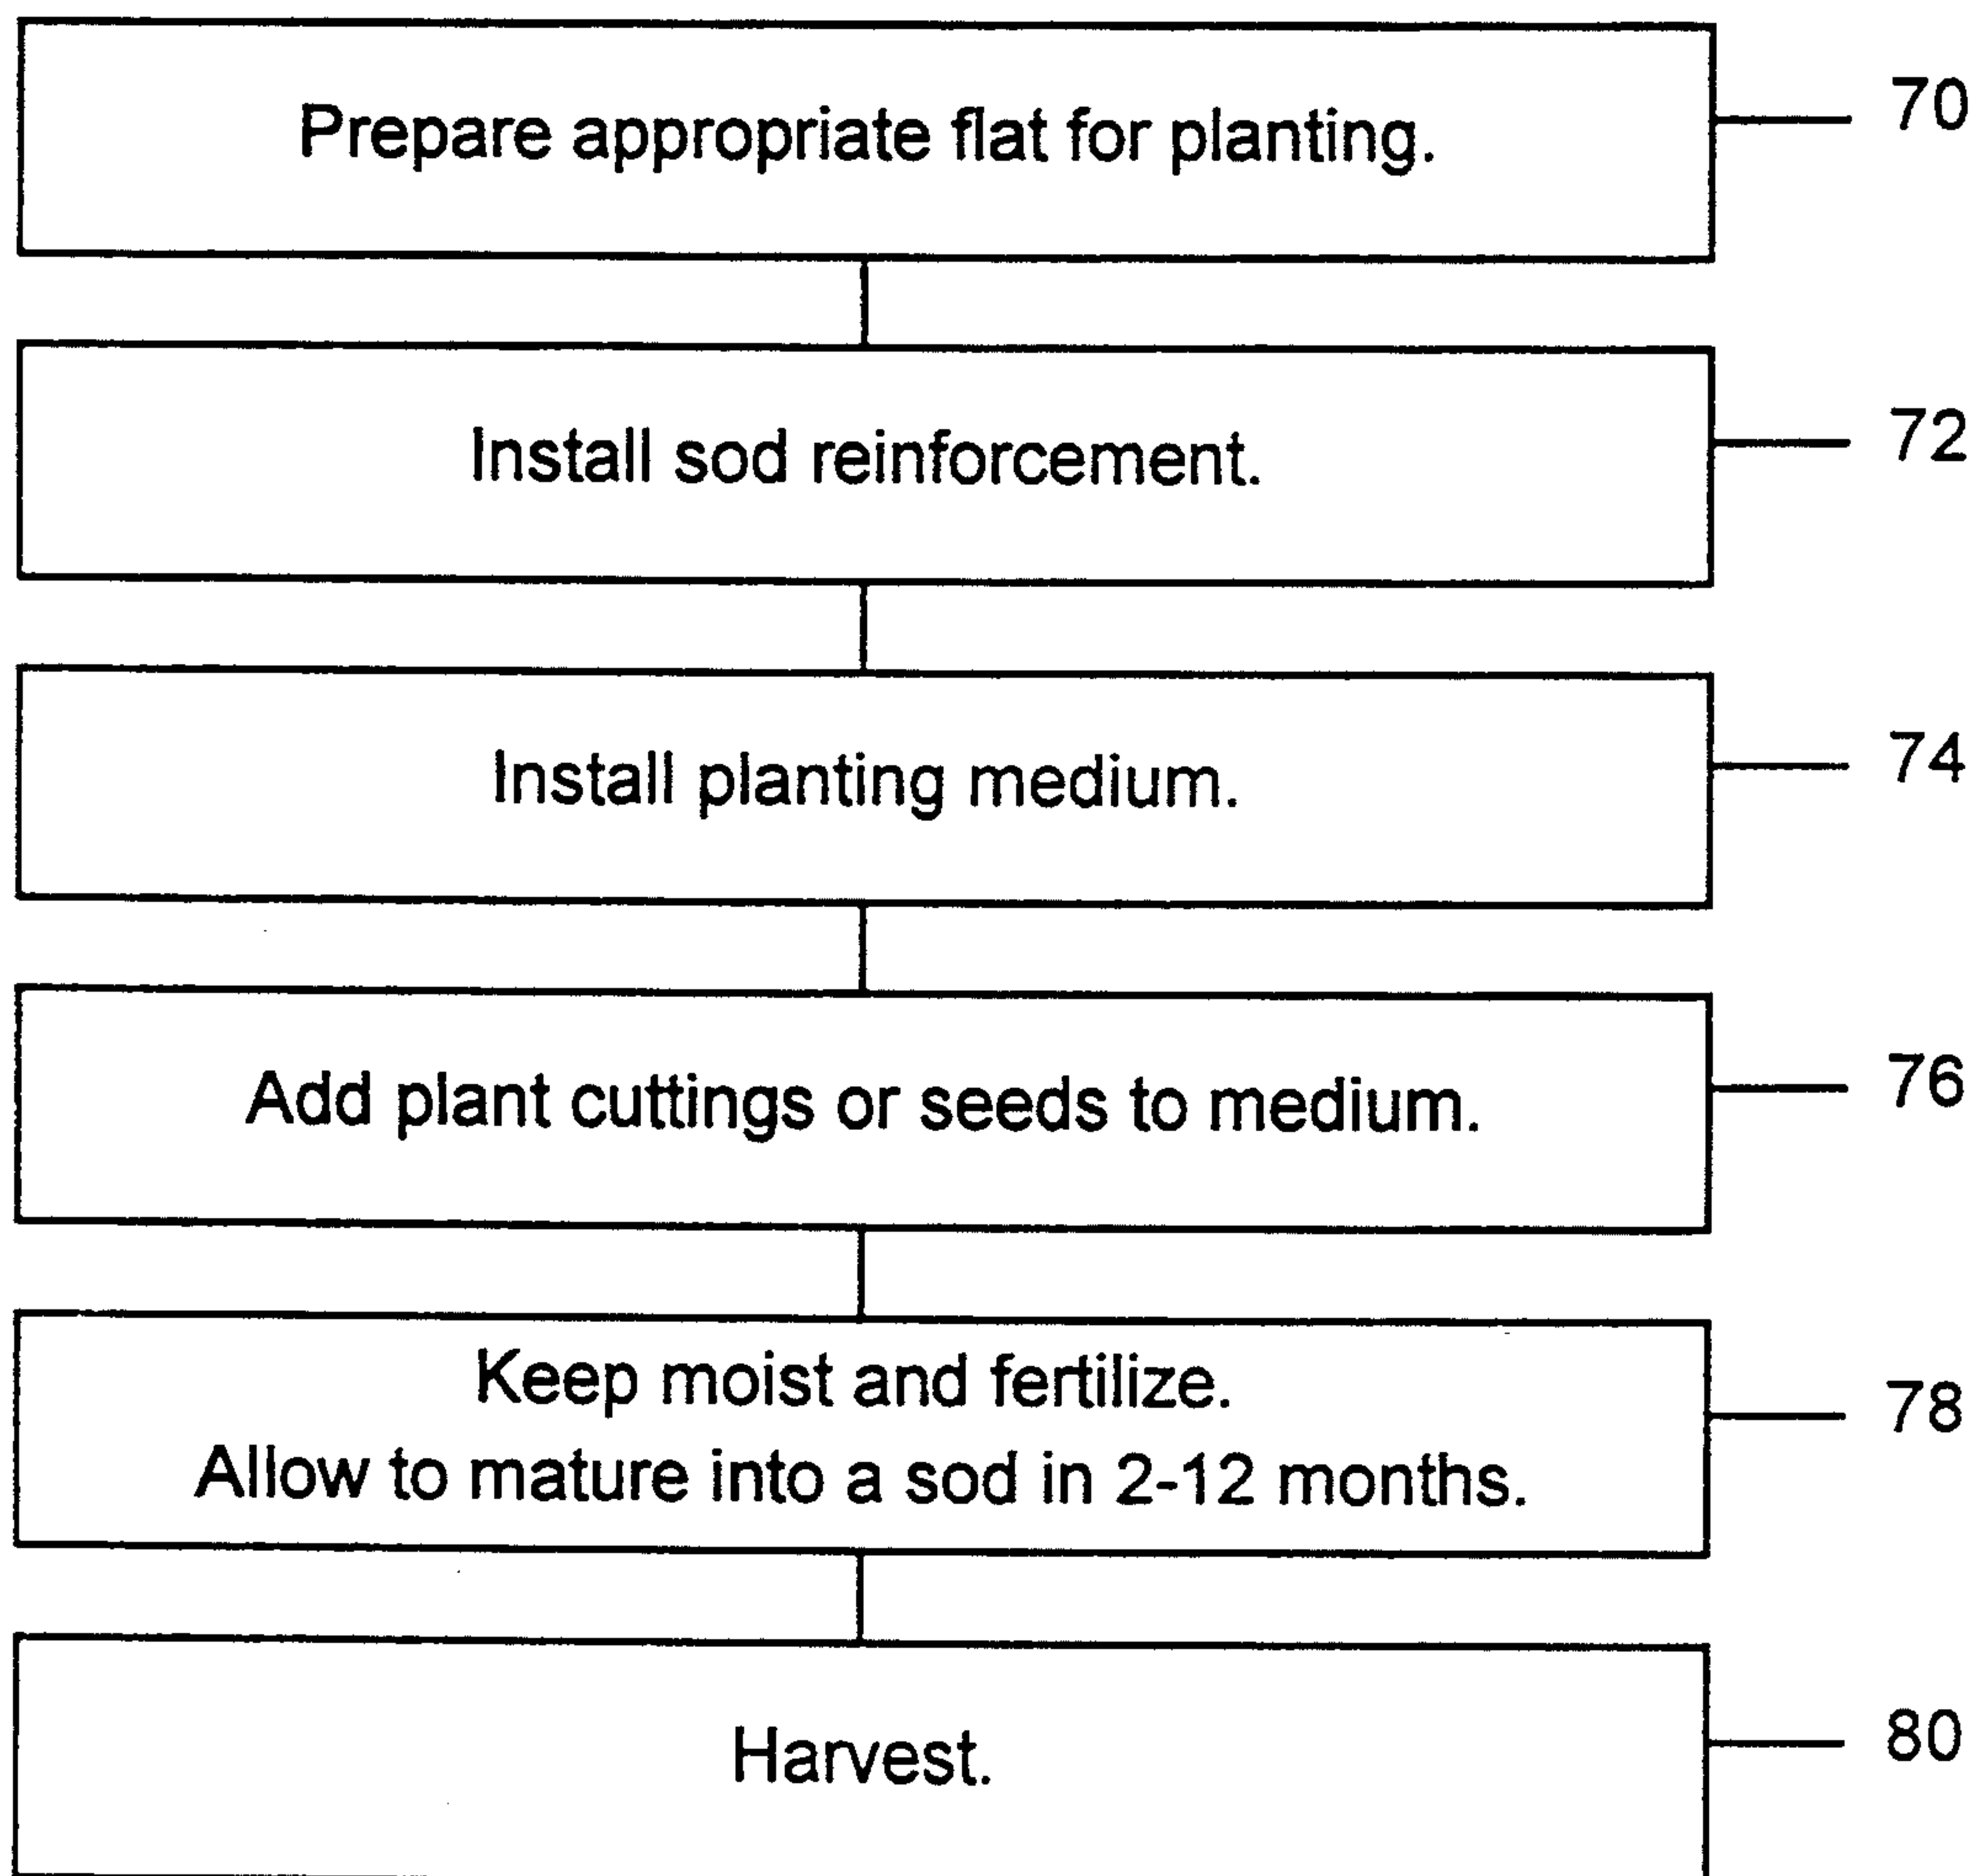 Prepare appropriate flat for planting.
70
Install sod reinforcement.
72
Install planting medium.
74
Add plant cuttings or seeds to medium.
76
Keep moist and fertilize.
Allow to mature into a sod in 2-12 months.
78
Harvest.
80